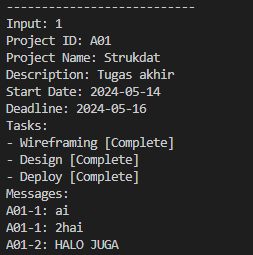 ----------------------------
Input: 1
Project ID: A01
Project Name: Strukdat
Description: Tugas akhir
Start Date: 2024-05-14
Deadline: 2024-05-16
Tasks:
- Wireframing [Complete]
- Design [Complete]
- Deploy [Complete]
Messages:
A01-1: ai
A01-1: 2hai
A01-2: HALO JUGA